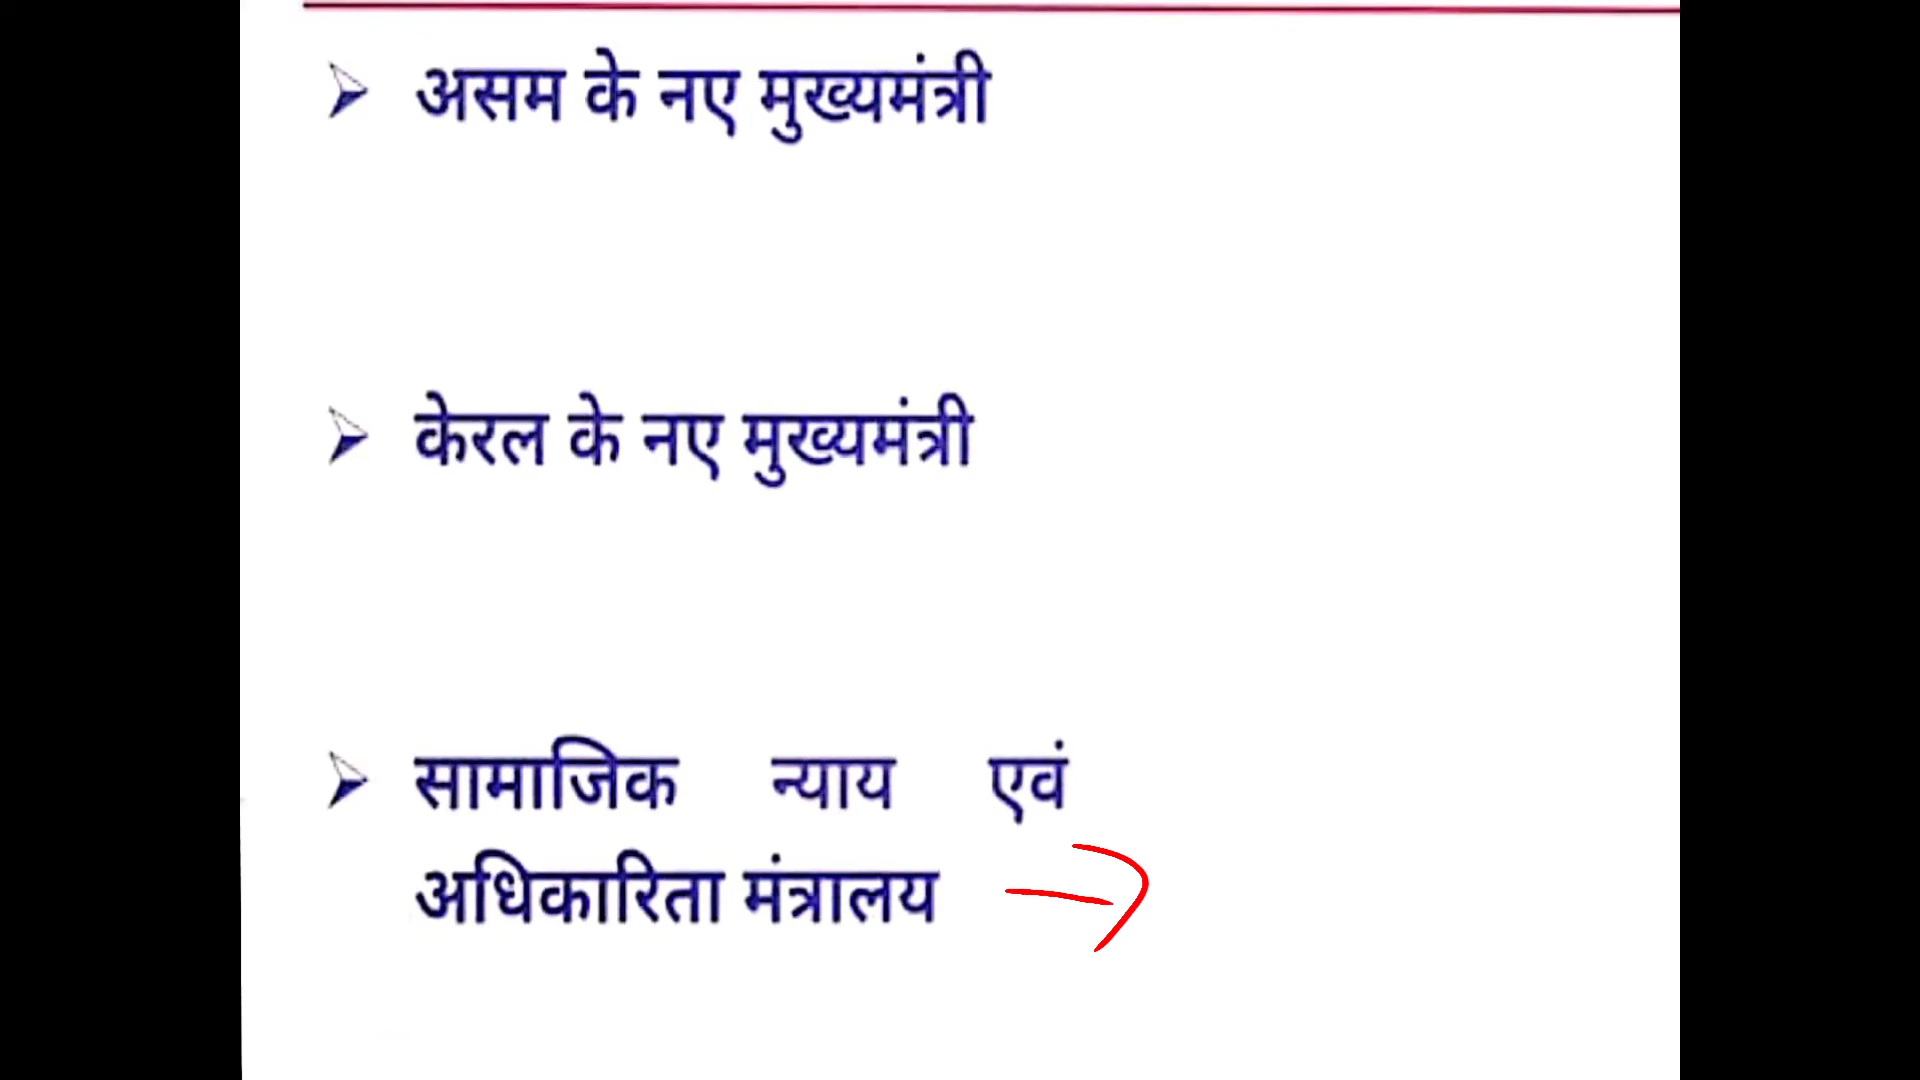 असम के नए मुख्यमंत्री
केरल के नए मुख्यमंत्री
सामाजिक न्याय एवं
अधिकारिता मंत्रालय